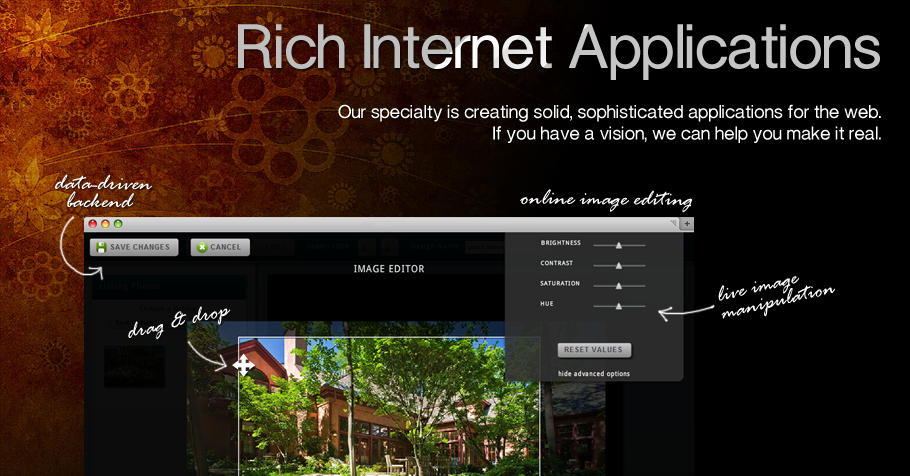 Rich Internet Applications
Our specialty is creating solid, sophisticated applications for the web.
If you have a vision, we can help you make it real.
data-driven
backend
online image editing
SAVE CHANGES
CANCEL
BRIGHTNESS
IMAGE EDITOR
CONTRAST
SATURATION
HUE
live image
manipulation
drag & drop
RESET VALUES
hide advanced options